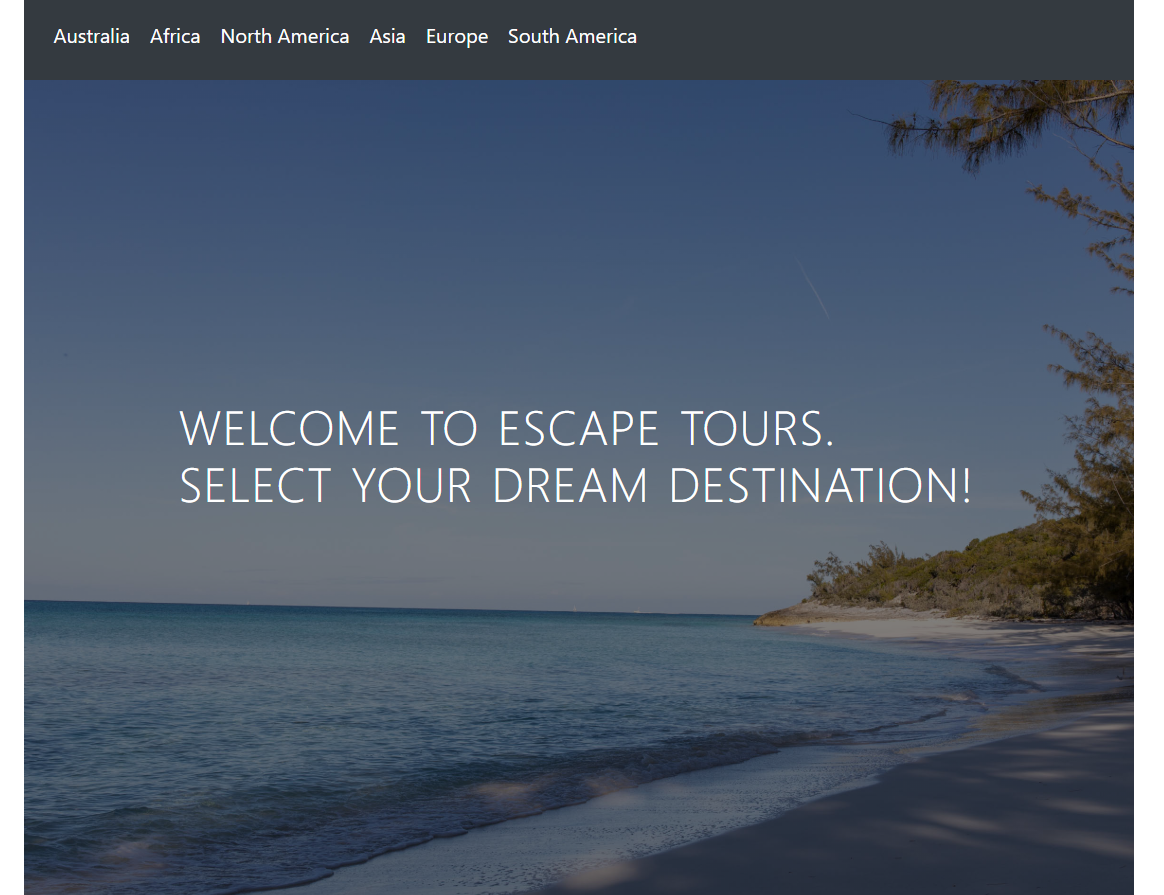 Australia Africa North America Asia Europe South America
WELCOME TO ESCAPE TOURS.
SELECT YOUR DREAM DESTINATION!